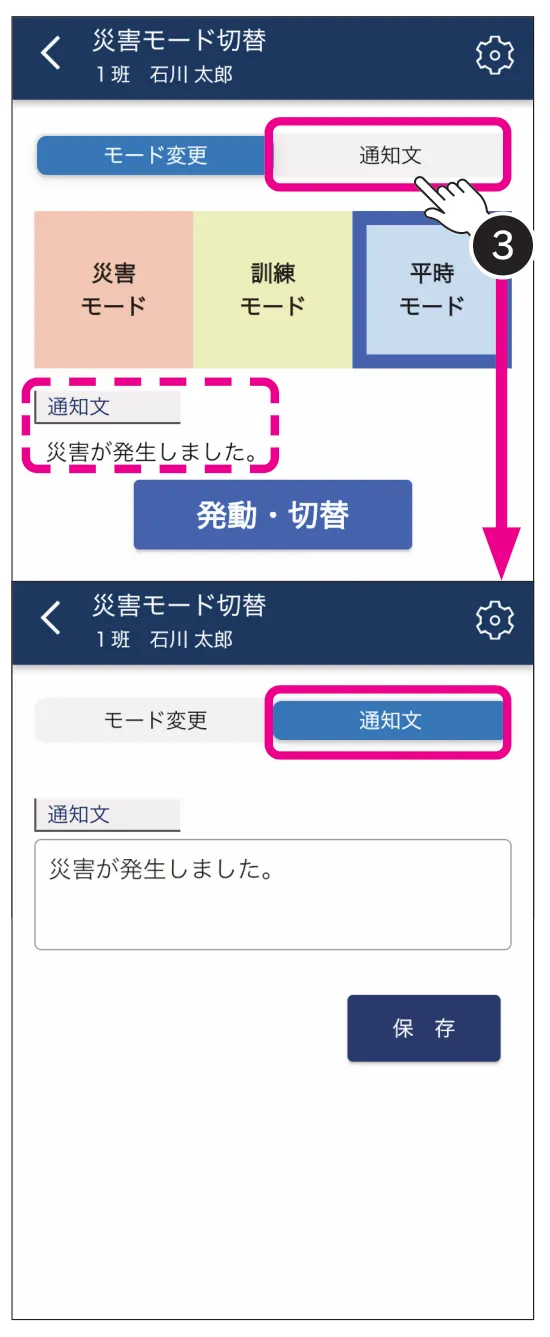 災害モード切替
1班　石川 太郎
モード変更
通知文
3
災害
モード
訓練
モード
平時
モード
通知文
災害が発生しました。
発動・切替
災害モード切替
1班　石川 太郎
モード変更
通知文
通知文
災害が発生しました。
保　存